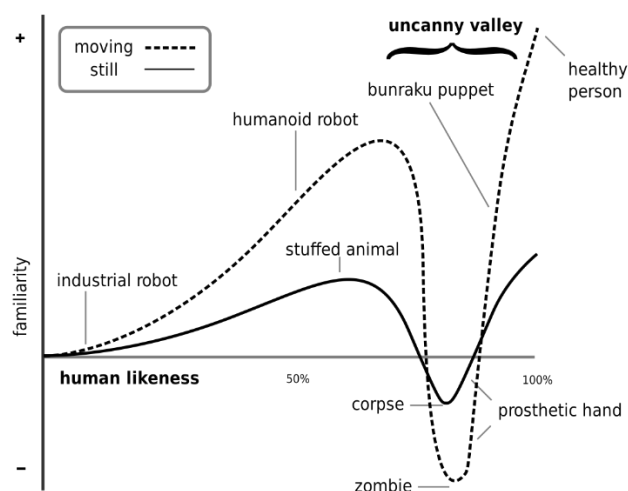 +
uncanny valley
moving
still
healthy
person
bunraku puppet
humanoid robot
stuffed animal
industrial robot
familiarity
human likeness
50%
100%
corpse
prosthetic hand
–
zombie